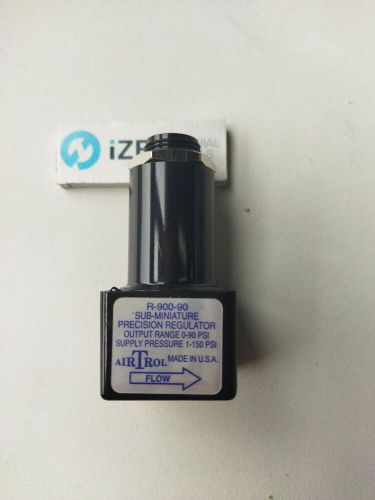 iZ
R-900-90
SUB-MINIATURE
PRECISION REGULATOR
OUTPUT RANGE 0-90 PSI
SUPPLY PRESSURE 1-150 PSI
AIRTROL MADE IN U.S.A.
FLOW